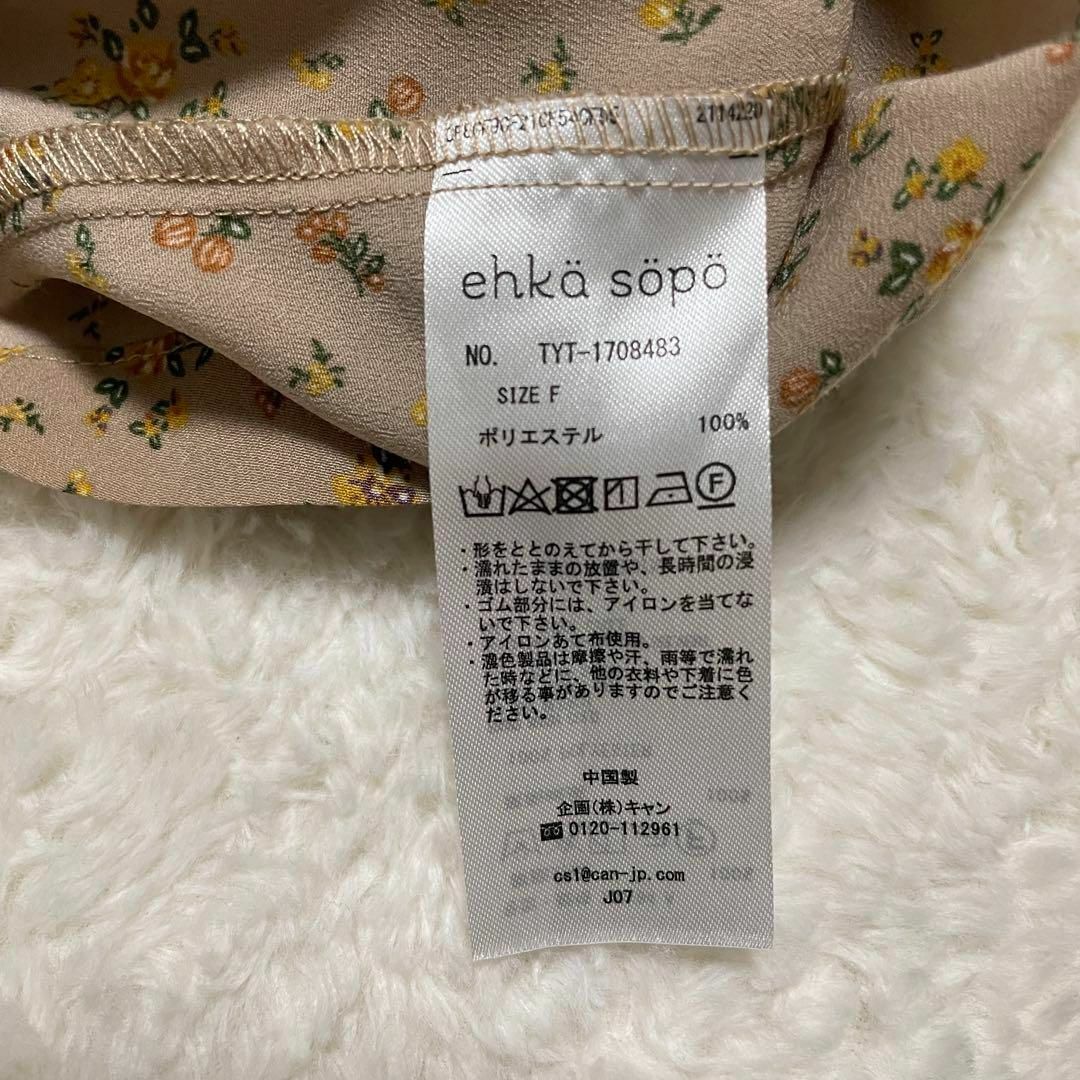 2114220
ehkä söpö
NO. TYT-1708483
SIZE F
ポリエステル 100%
F
・形をととのえてから干して下さい。
・濡れたままの放置や、長時間の浸
漬はしないで下さい。
・ゴム部分には、アイロンを当てな
いで下さい。
・アイロンあて布使用。
・濃色製品は摩擦や汗、雨等で濡れ
た時などに、他の衣料や下着に色
が移る事がありますのでご注意く
ださい。
中国製
企画(株)キャン
0120-112961
cs1@can-jp.com
J07